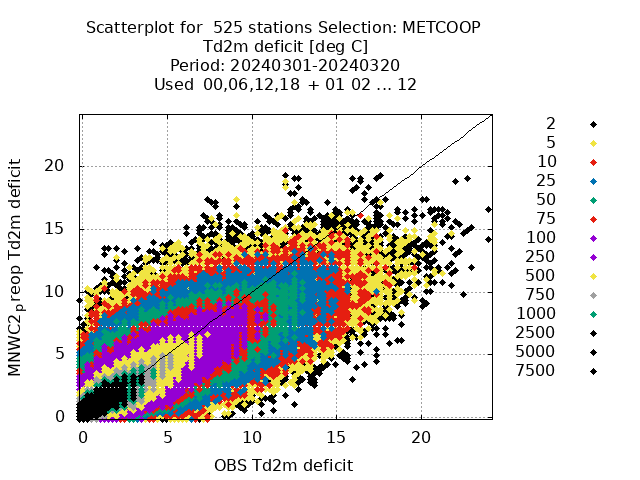 Scatterplot for 525 stations Selection: METCOOP
Td2m deficit [deg C]
Period: 20240301-20240320
Used 00,06,12,18 + 01 02 ... 12
MNWC2preop Td2m deficit
20
15
10
5
0
0 5 10 15 20
OBS Td2m deficit
2
5
10
25
50
75
100
250
500
750
1000
2500
5000
7500